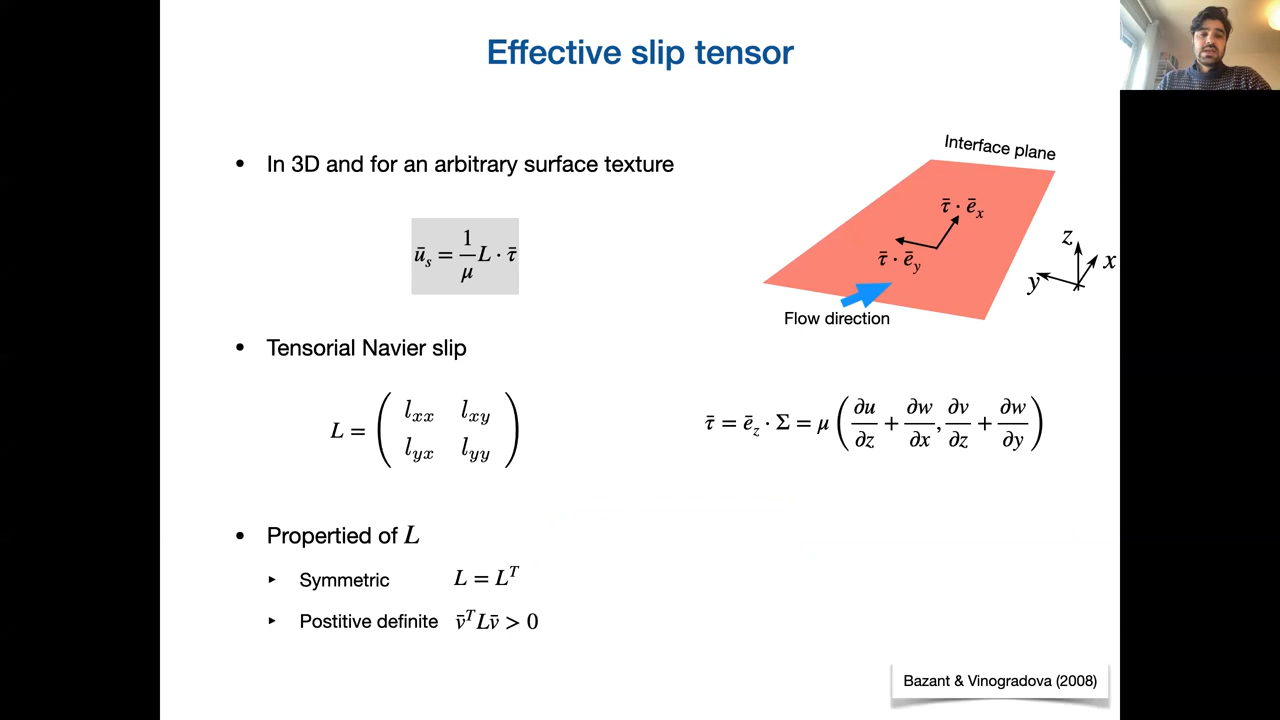 Effective slip tensor
• In 3D and for an arbitrary surface texture
ū_s = 1/μ L · τ̄
Interface plane
τ̄ · ē_x
τ̄ · ē_y
Flow direction
z
x
y
• Tensorial Navier slip
L = ( l_xx l_xy
l_yx l_yy )
τ̄ = ē_z · Σ = μ ( ∂u/∂z + ∂w/∂x , ∂v/∂z + ∂w/∂y )
• Propertied of L
▸ Symmetric L = L^T
▸ Postitive definite v̄^T L v̄ > 0
Bazant & Vinogradova (2008)